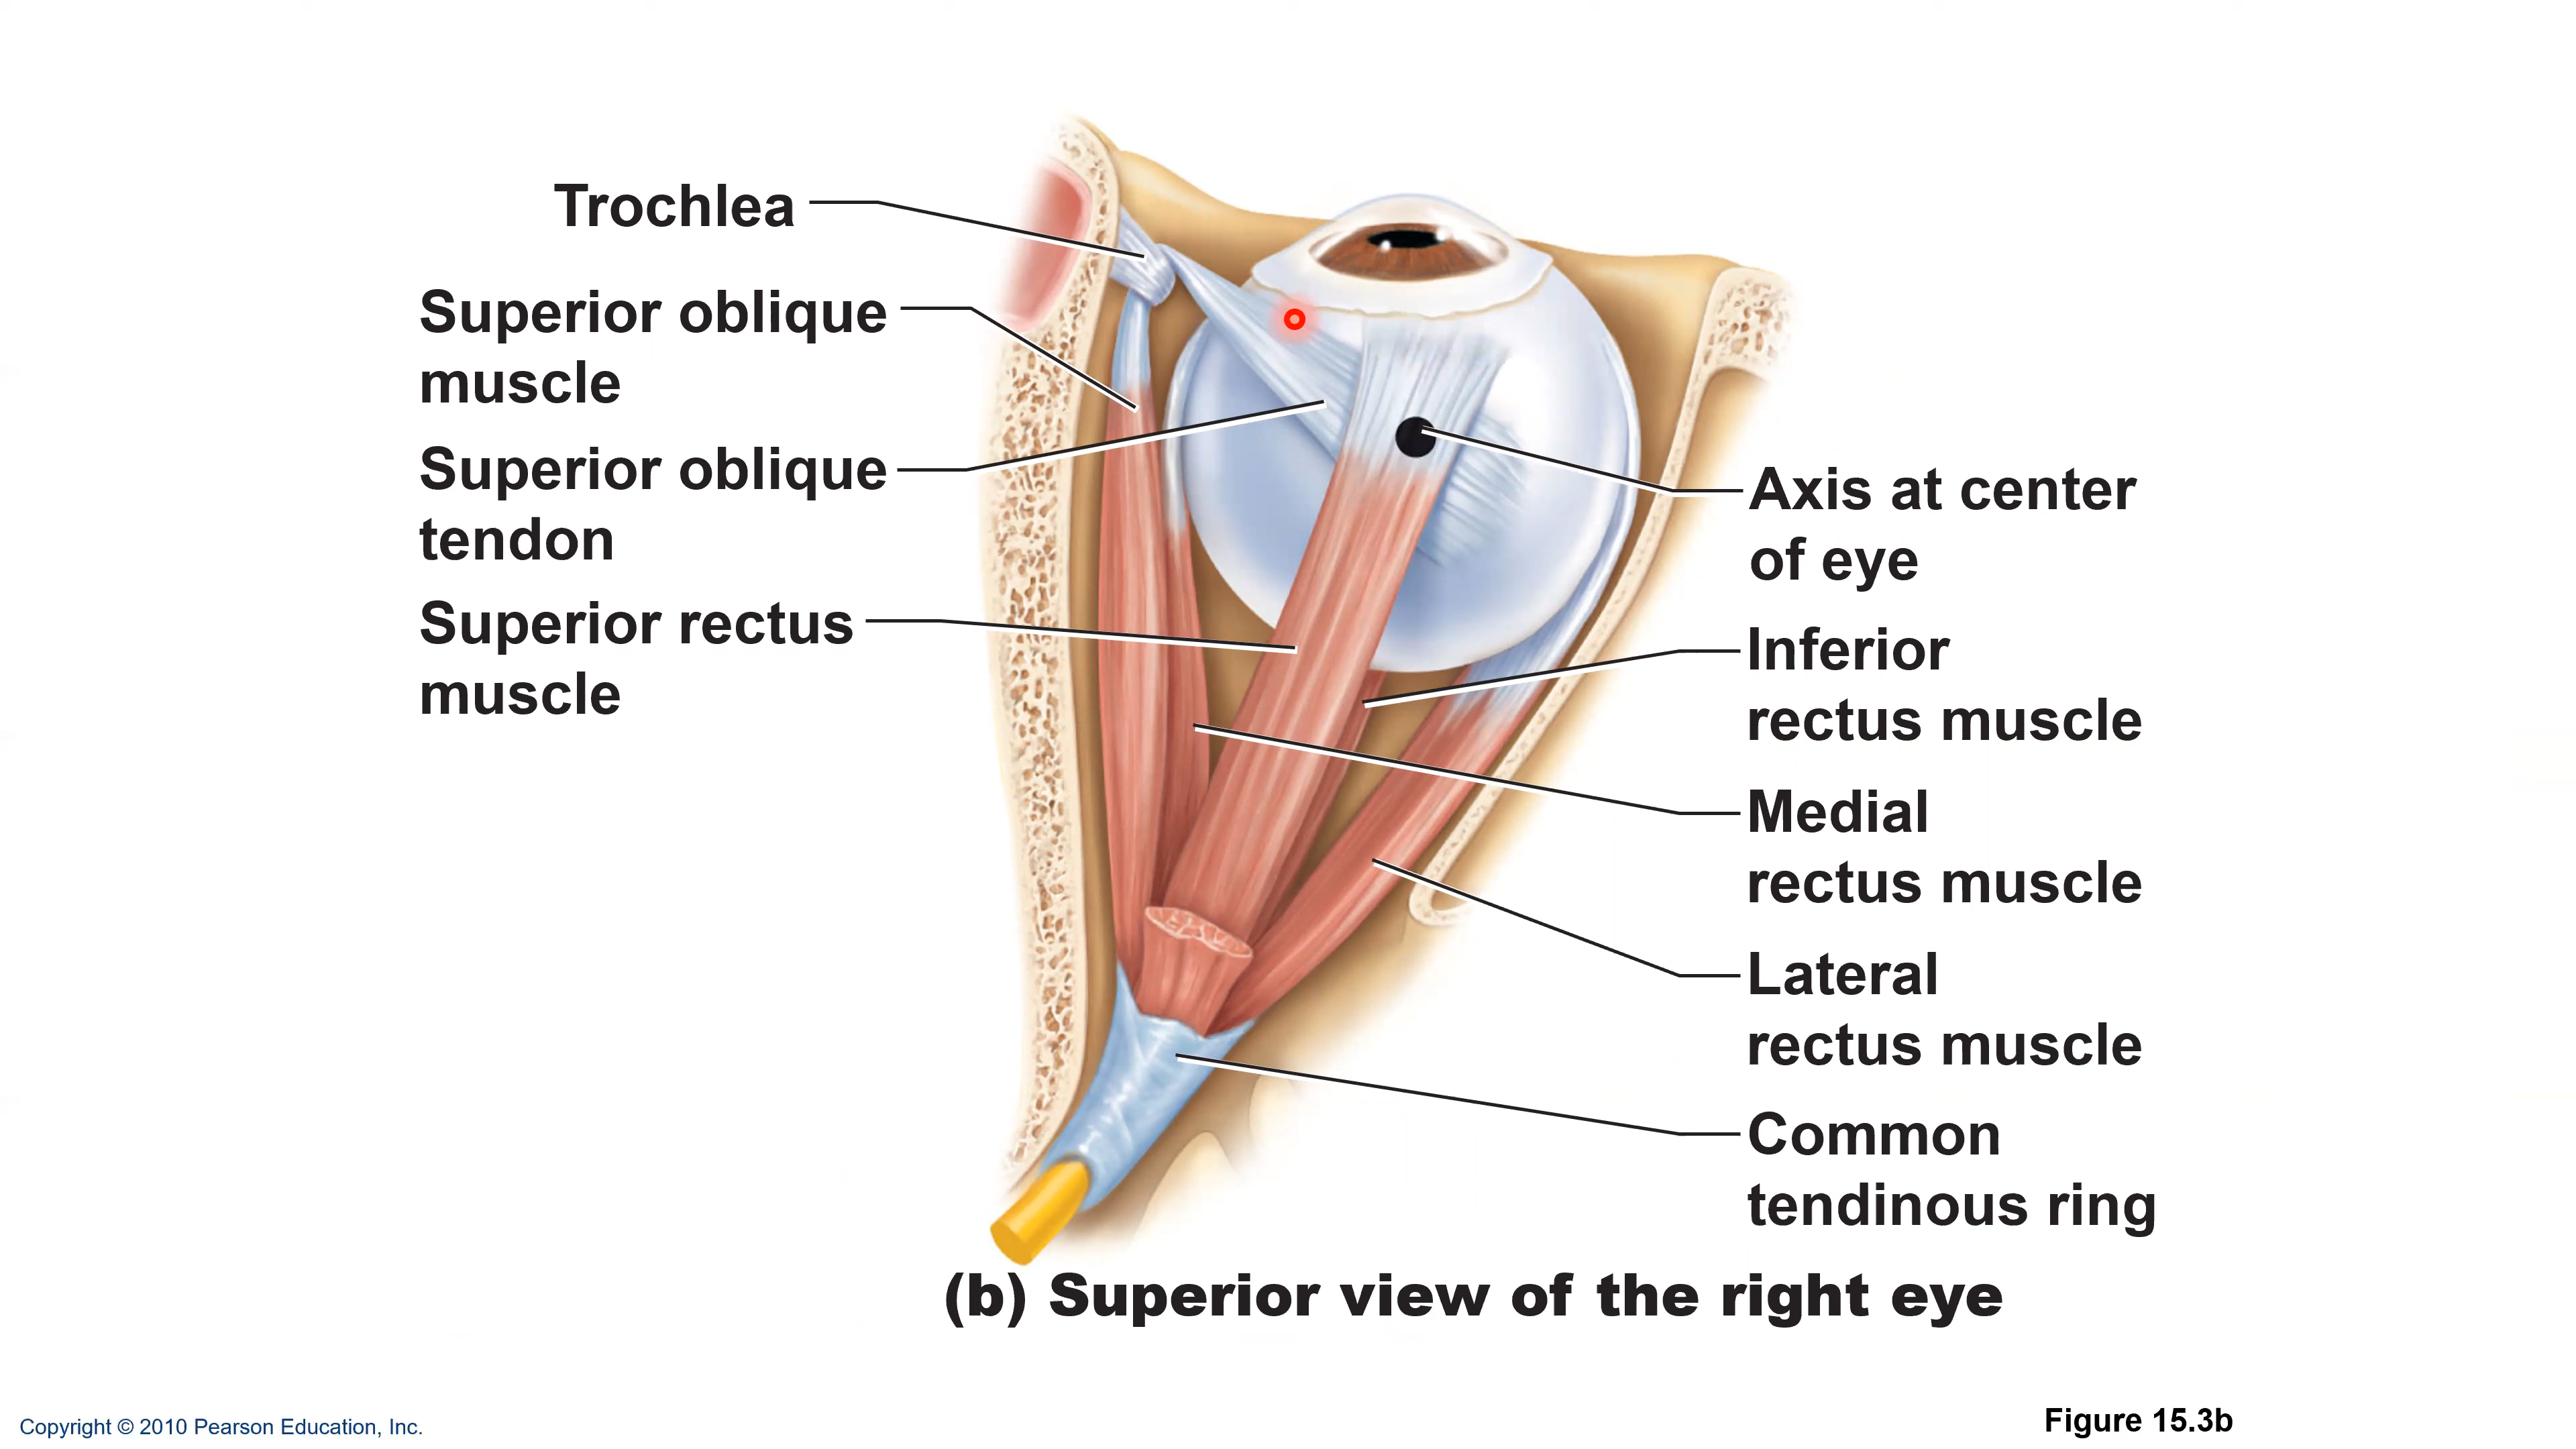 Trochlea
Superior oblique
muscle
Superior oblique
tendon
Superior rectus
muscle
Axis at center
of eye
Inferior
rectus muscle
Medial
rectus muscle
Lateral
rectus muscle
Common
tendinous ring
(b) Superior view of the right eye
Copyright © 2010 Pearson Education, Inc.
Figure 15.3b